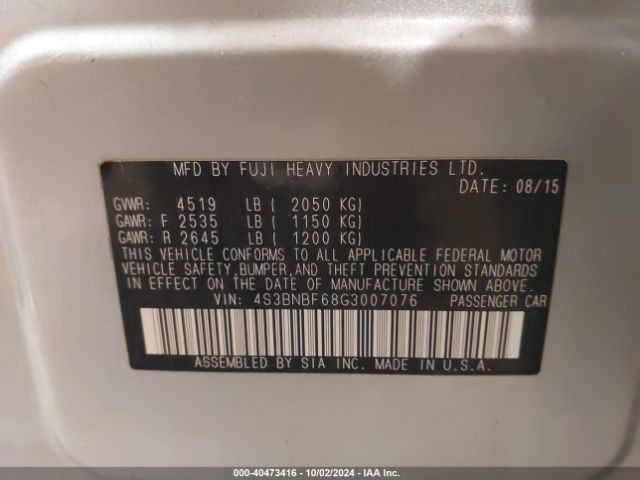 MFD BY FUJI HEAVY INDUSTRIES LTD.
DATE: 08/15
GVWR: 4519 LB ( 2050 KG)
GAWR: F 2535 LB ( 1150 KG)
GAWR: R 2645 LB ( 1200 KG)
THIS VEHICLE CONFORMS TO ALL APPLICABLE FEDERAL MOTOR
VEHICLE SAFETY,BUMPER,AND THEFT PREVENTION STANDARDS
IN EFFECT ON THE DATE OF MANUFACTURE SHOWN ABOVE.
VIN: 4S3BNBF68G3007076 PASSENGER CAR
ASSEMBLED BY SIA INC. MADE IN U.S.A.
000-40473416 - 10/02/2024 - IAA Inc.